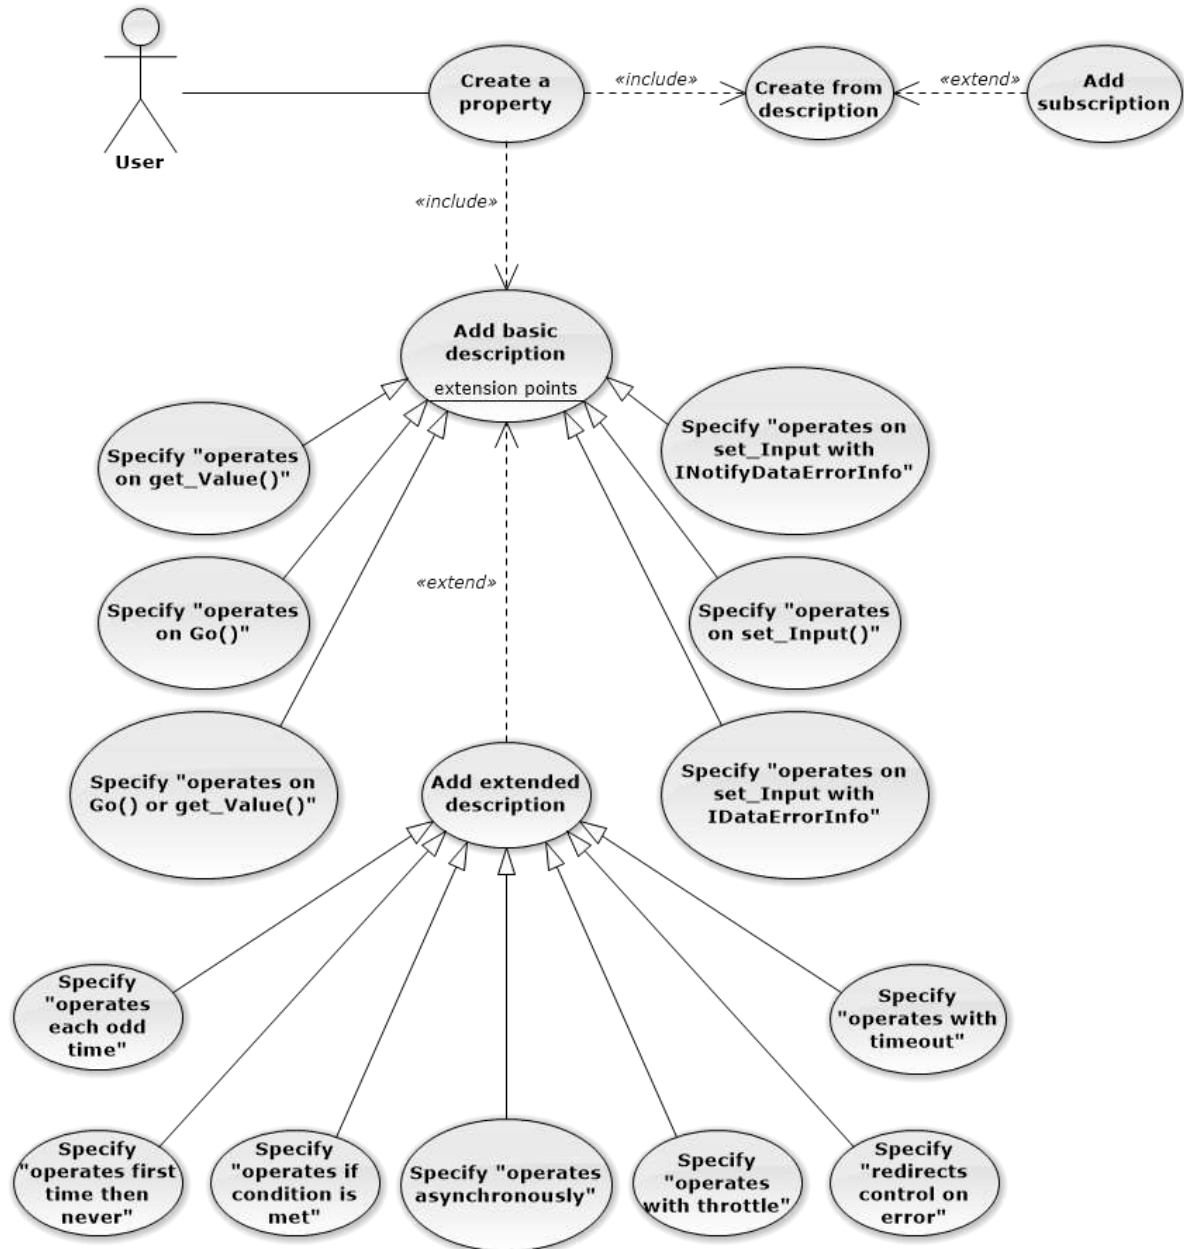 Create a
property
«include»
Create from
description
«extend»
Add
subscription
User
«include»
Add basic
description
extension points
Specify "operates
on get_Value()"
Specify "operates on
set_Input with
INotifyDataErrorInfo"
«extend»
Specify "operates
on Go()"
Specify "operates
on set_Input()"
Specify "operates on
Go() or get_Value()"
Add extended
description
Specify "operates on
set_Input with
IDataErrorInfo"
Specify
"operates
each odd
time"
Specify
"operates with
timeout"
Specify
"operates first
time then
never"
Specify
"operates if
condition is
met"
Specify "operates
asynchronously"
Specify
"operates
with throttle"
Specify
"redirects
control on
error"